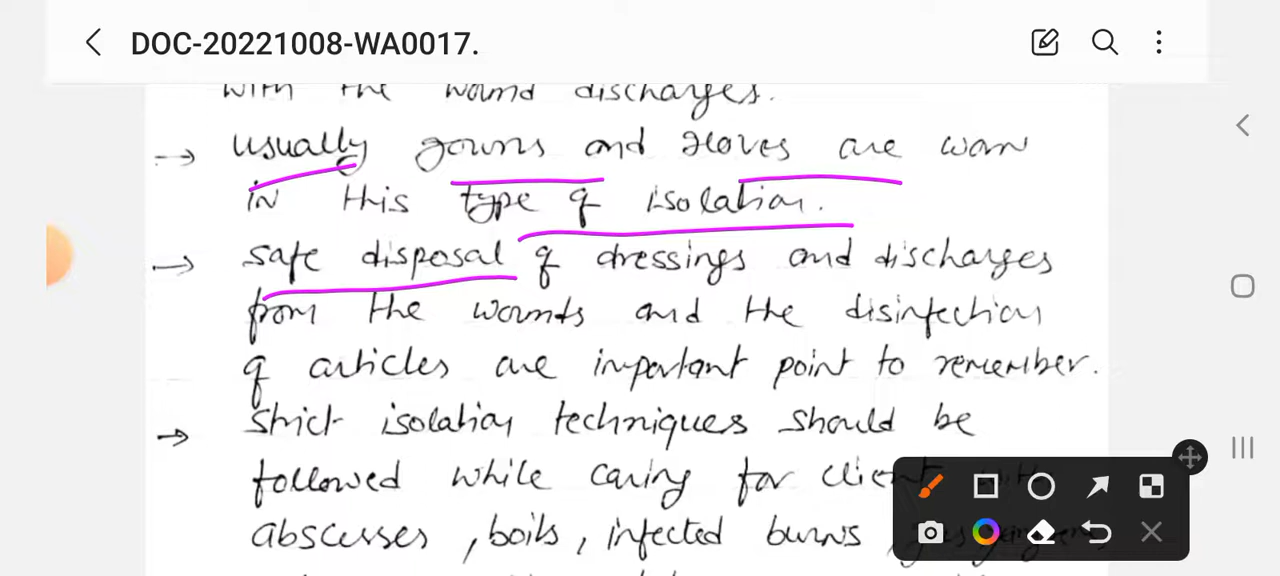 DOC-20221008-WA0017.
with the wound discharges.
→ usually gowns and gloves are worn
in this type of isolation.
→ safe disposal of dressings and discharges
from the wounds and the disinfection
of articles are important point to remember.
→ Strict isolation techniques should be
followed while caring for client
abscesses, boils, infected burns,